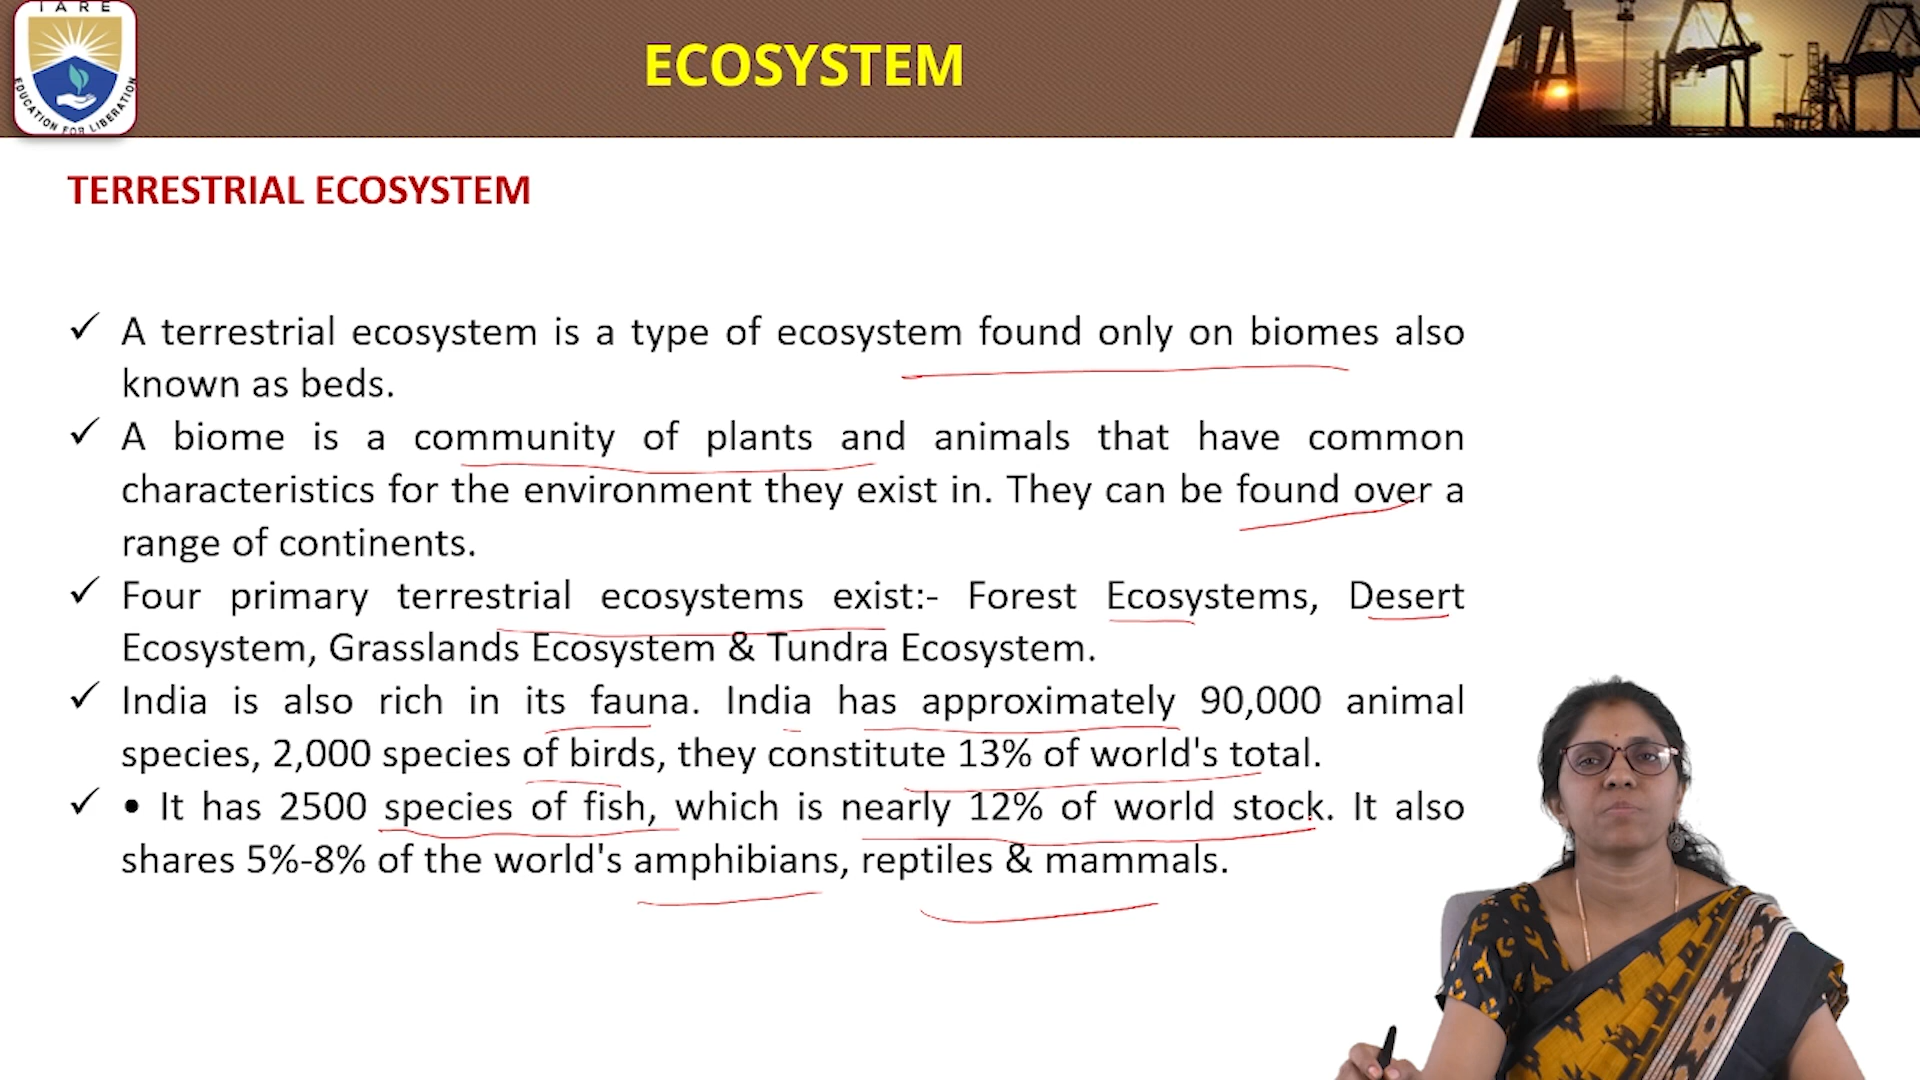 IARE
EDUCATION FOR LIBERATION
ECOSYSTEM
TERRESTRIAL ECOSYSTEM
✓ A terrestrial ecosystem is a type of ecosystem found only on biomes also
known as beds.
✓ A biome is a community of plants and animals that have common
characteristics for the environment they exist in. They can be found over a
range of continents.
✓ Four primary terrestrial ecosystems exist:- Forest Ecosystems, Desert
Ecosystem, Grasslands Ecosystem & Tundra Ecosystem.
✓ India is also rich in its fauna. India has approximately 90,000 animal
species, 2,000 species of birds, they constitute 13% of world's total.
✓ • It has 2500 species of fish, which is nearly 12% of world stock. It also
shares 5%-8% of the world's amphibians, reptiles & mammals.